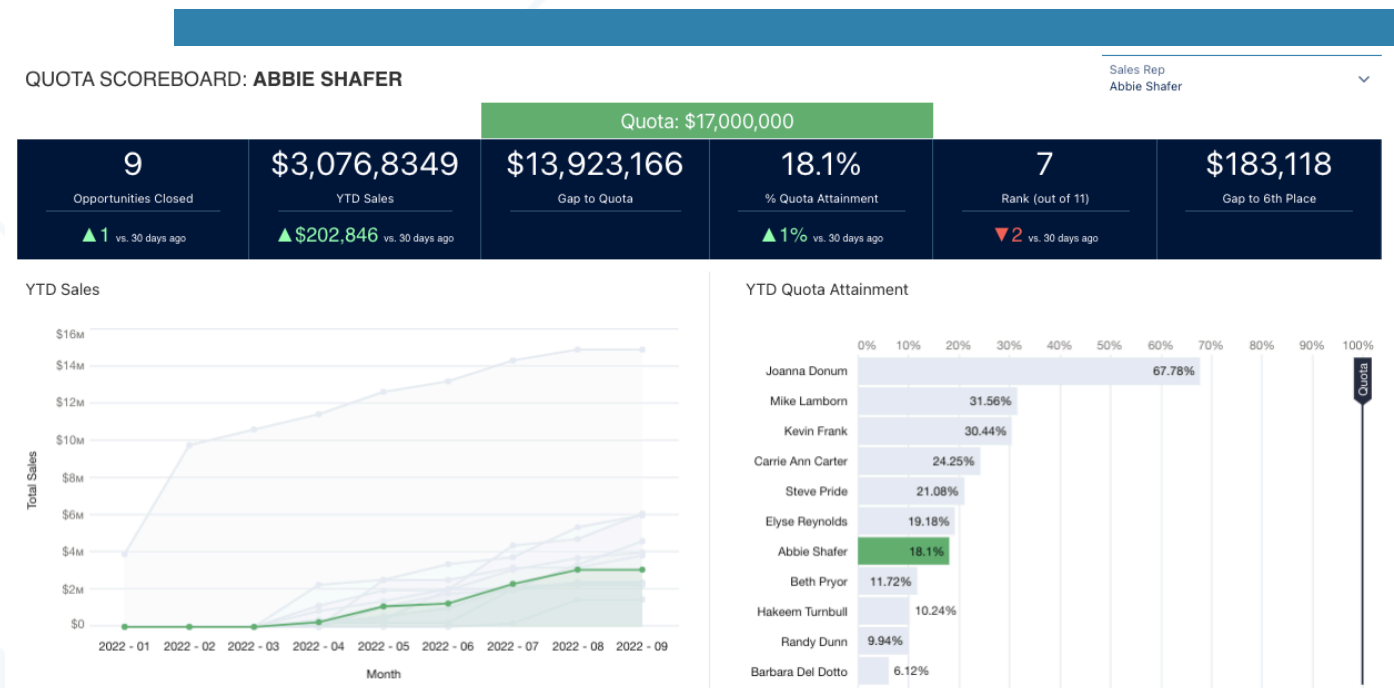 QUOTA SCOREBOARD: ABBIE SHAFER
Sales Rep
Abbie Shafer
Quota: $17,000,000
9
Opportunities Closed
▲1 vs. 30 days ago
$3,076,8349
YTD Sales
▲$202,846 vs. 30 days ago
$13,923,166
Gap to Quota
18.1%
% Quota Attainment
▲1% vs. 30 days ago
7
Rank (out of 11)
▼2 vs. 30 days ago
$183,118
Gap to 6th Place
YTD Sales
Total Sales
$16M
$14M
$12M
$10M
$8M
$6M
$4M
$2M
$0
2022 - 01 2022 - 02 2022 - 03 2022 - 04 2022 - 05 2022 - 06 2022 - 07 2022 - 08 2022 - 09
Month
YTD Quota Attainment
0% 10% 20% 30% 40% 50% 60% 70% 80% 90% 100%
Quota
Joanna Donum 67.78%
Mike Lamborn 31.56%
Kevin Frank 30.44%
Carrie Ann Carter 24.25%
Steve Pride 21.08%
Elyse Reynolds 19.18%
Abbie Shafer 18.1%
Beth Pryor 11.72%
Hakeem Turnbull 10.24%
Randy Dunn 9.94%
Barbara Del Dotto 6.12%